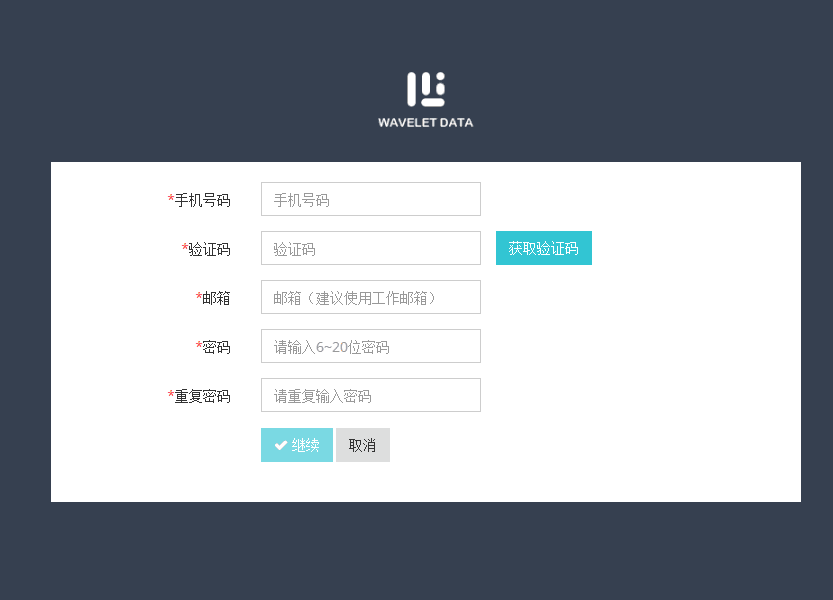 WAVELET DATA
*手机号码 手机号码
*验证码 验证码 获取验证码
*邮箱 邮箱（建议使用工作邮箱）
*密码 请输入6~20位密码
*重复密码 请重复输入密码
继续 取消